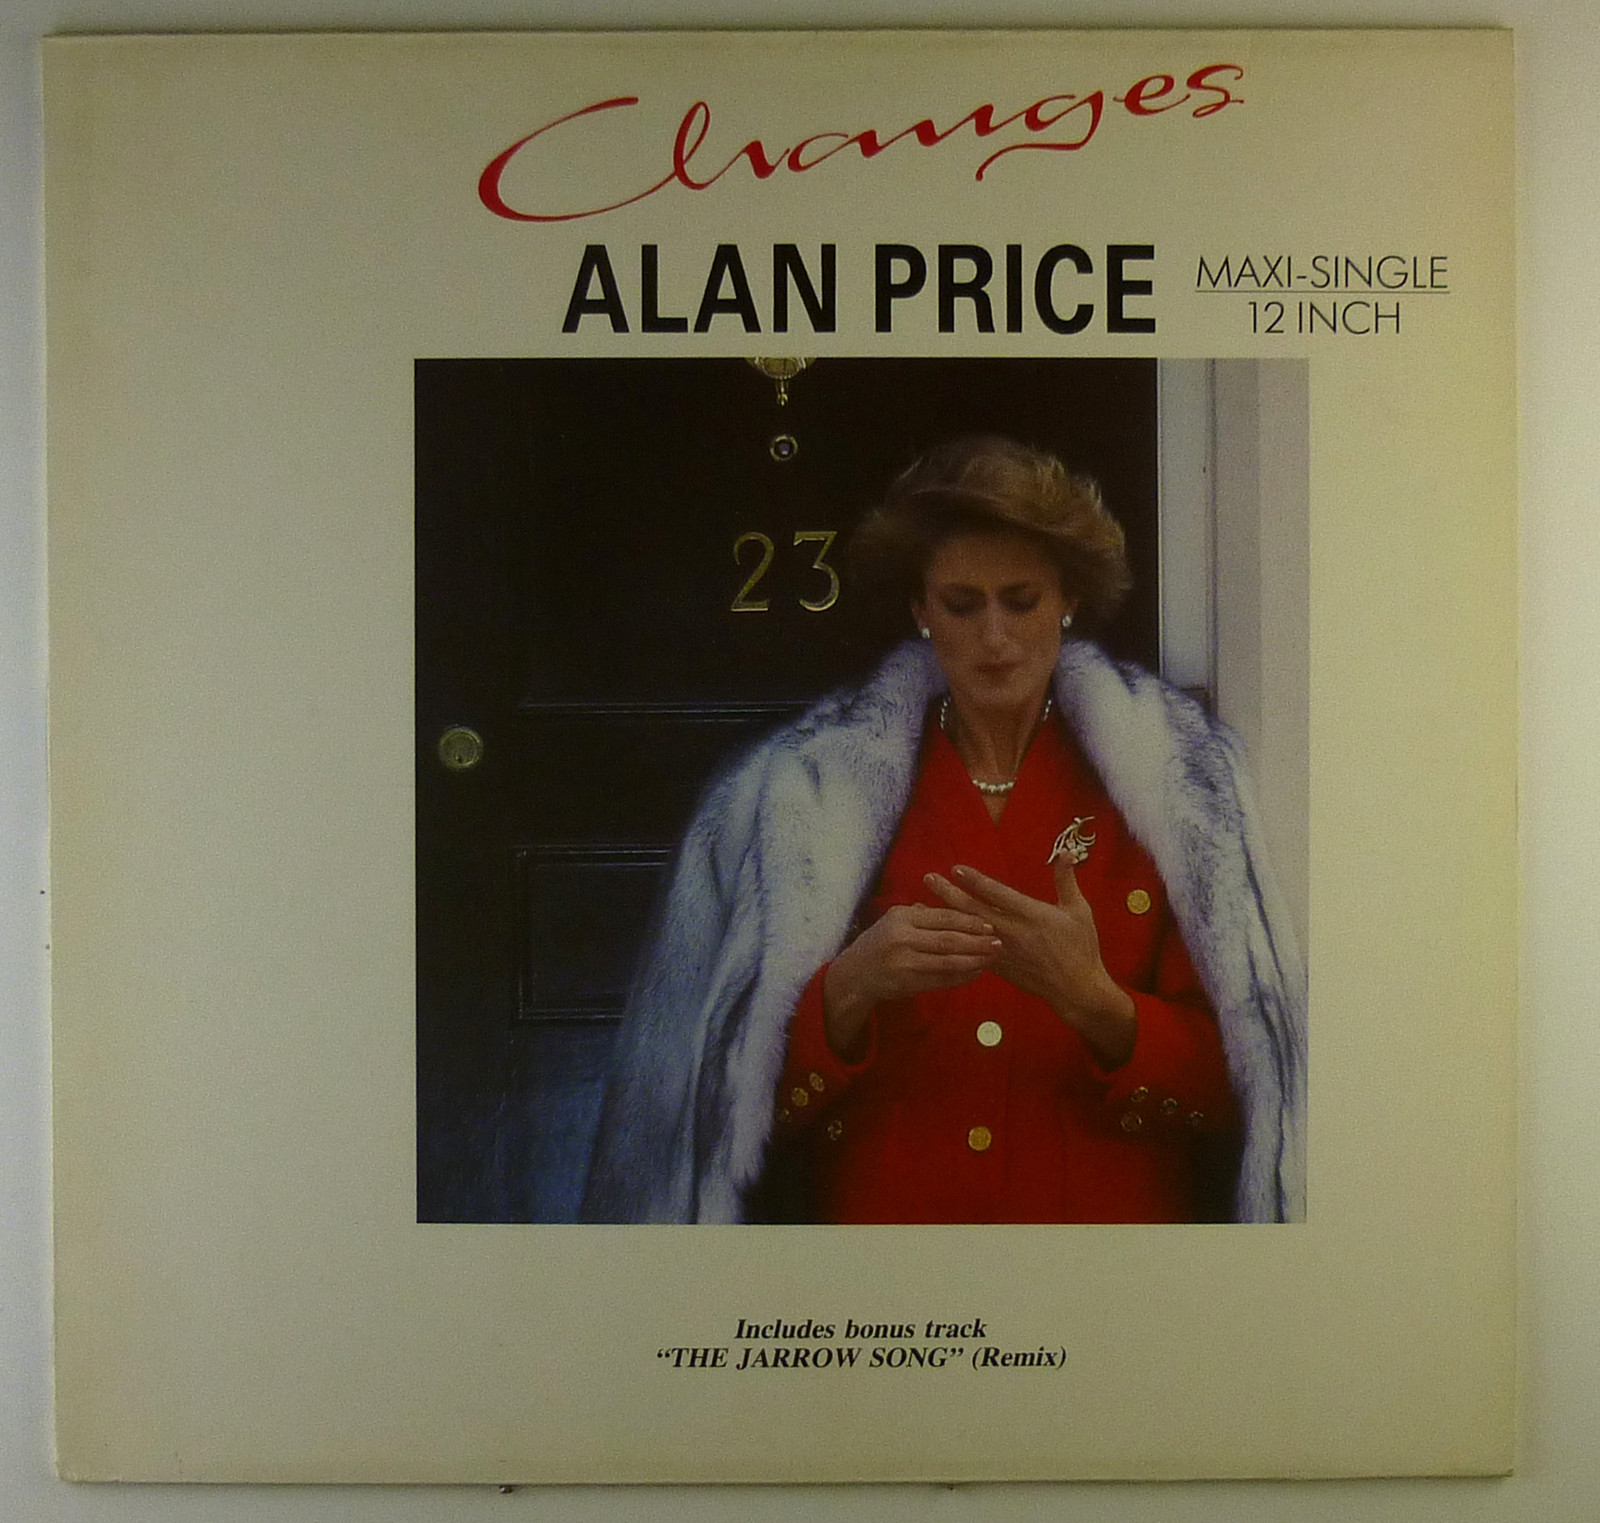 Changes
ALAN PRICE
MAXI-SINGLE
12 INCH
23
Includes bonus track
“THE JARROW SONG” (Remix)